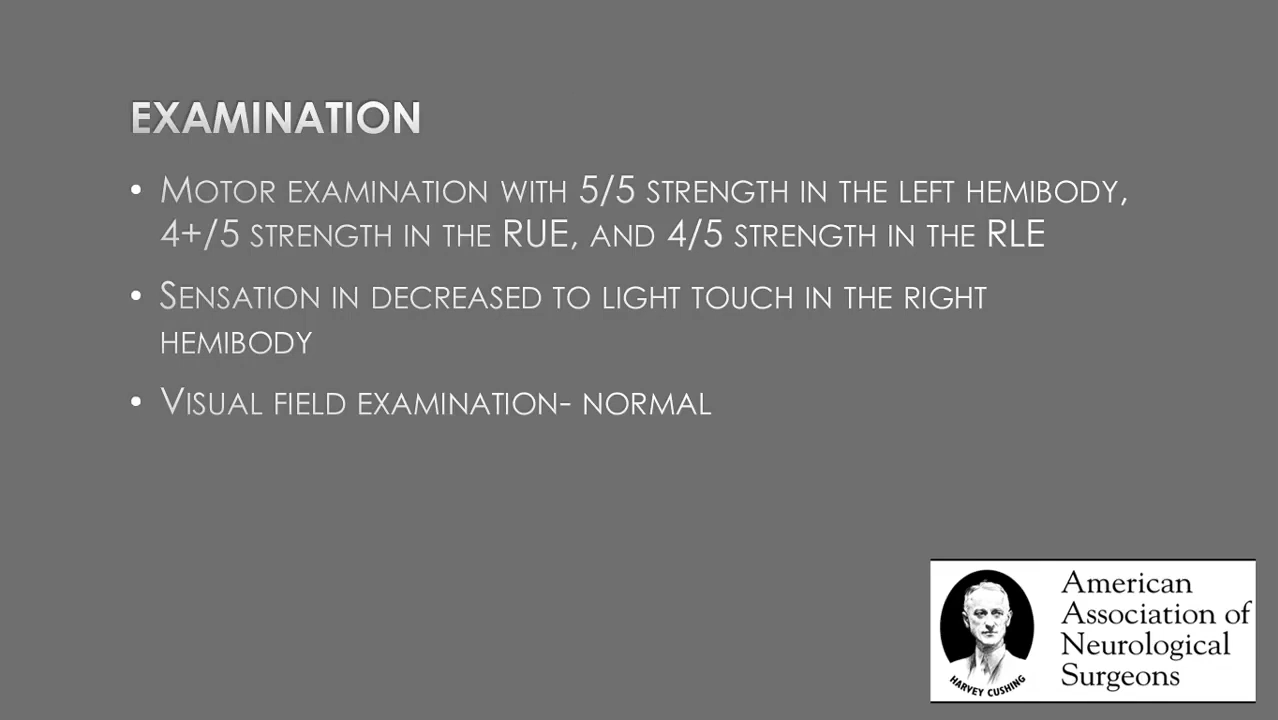 EXAMINATION
• MOTOR EXAMINATION WITH 5/5 STRENGTH IN THE LEFT HEMIBODY,
4+/5 STRENGTH IN THE RUE, AND 4/5 STRENGTH IN THE RLE
• SENSATION IN DECREASED TO LIGHT TOUCH IN THE RIGHT
HEMIBODY
• VISUAL FIELD EXAMINATION- NORMAL
American
Association of
Neurological
Surgeons
HARVEY CUSHING